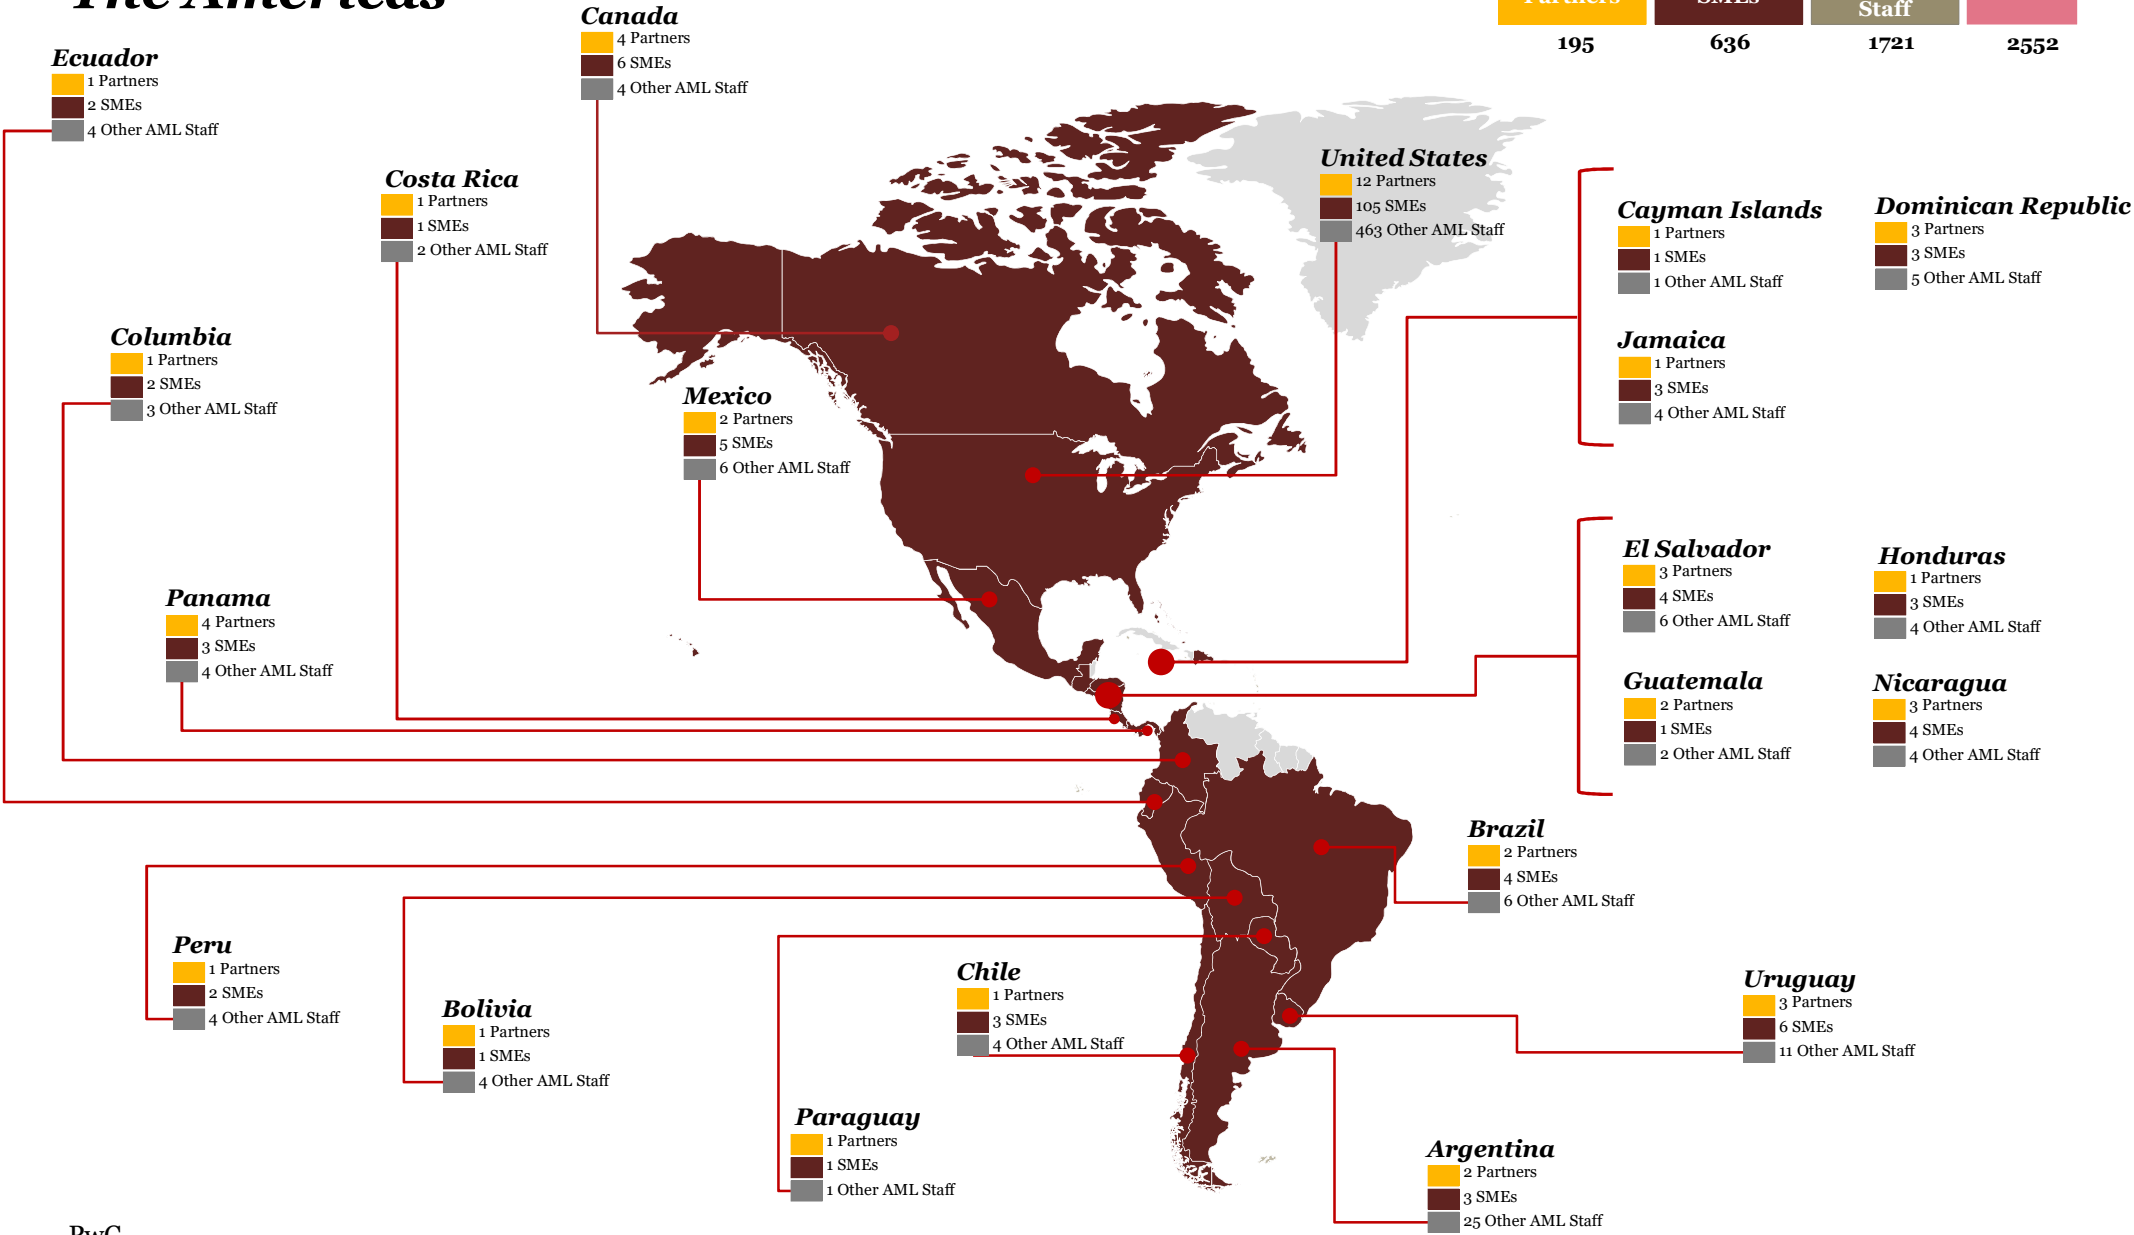 The Americas
Partners
SMEs
Staff
195
636
1721
2552
Canada
4 Partners
6 SMEs
4 Other AML Staff
Ecuador
1 Partners
2 SMEs
4 Other AML Staff
Costa Rica
1 Partners
1 SMEs
2 Other AML Staff
United States
12 Partners
105 SMEs
463 Other AML Staff
Cayman Islands
1 Partners
1 SMEs
1 Other AML Staff
Dominican Republic
3 Partners
3 SMEs
5 Other AML Staff
Columbia
1 Partners
2 SMEs
3 Other AML Staff
Jamaica
1 Partners
3 SMEs
4 Other AML Staff
Mexico
2 Partners
5 SMEs
6 Other AML Staff
El Salvador
3 Partners
4 SMEs
6 Other AML Staff
Honduras
1 Partners
3 SMEs
4 Other AML Staff
Panama
4 Partners
3 SMEs
4 Other AML Staff
Guatemala
2 Partners
1 SMEs
2 Other AML Staff
Nicaragua
3 Partners
4 SMEs
4 Other AML Staff
Brazil
2 Partners
4 SMEs
6 Other AML Staff
Peru
1 Partners
2 SMEs
4 Other AML Staff
Chile
1 Partners
3 SMEs
4 Other AML Staff
Uruguay
3 Partners
6 SMEs
11 Other AML Staff
Bolivia
1 Partners
1 SMEs
4 Other AML Staff
Paraguay
1 Partners
1 SMEs
1 Other AML Staff
Argentina
2 Partners
3 SMEs
25 Other AML Staff
PwC